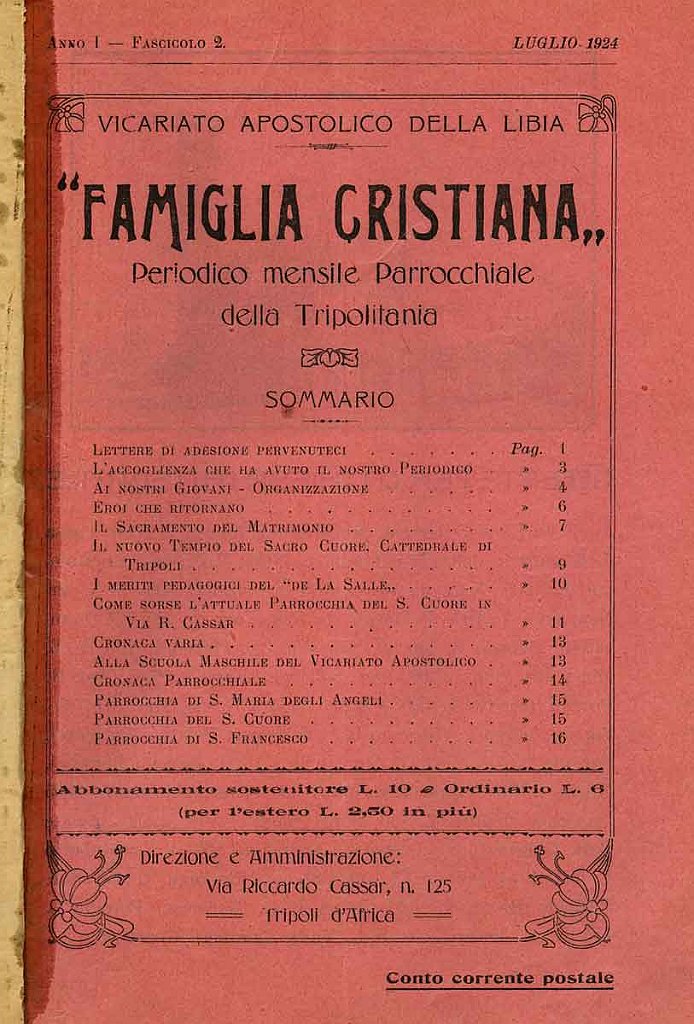 Anno I — Fascicolo 2. LUGLIO 1924
VICARIATO APOSTOLICO DELLA LIBIA
“FAMIGLIA CRISTIANA„
Periodico mensile Parrocchiale
della Tripolitania
SOMMARIO
Lettere di adesione pervenuteci . . . . . . . Pag. 1
L'accoglienza che ha avuto il nostro Periodico . » 3
Ai nostri Giovani - Organizzazione . . . . . . » 4
Eroi che ritornano . . . . . . . . . . . . » 6
Il Sacramento del Matrimonio . . . . . . . . » 7
Il nuovo Tempio del Sacro Cuore, Cattedrale di
Tripoli . . . . . . . . . . . . . . . . » 9
I meriti pedagogici del “de La Salle„ . . . . . » 10
Come sorse l'attuale Parrocchia del S. Cuore in
Via R. Cassar . . . . . . . . . . . . . » 11
Cronaca varia . . . . . . . . . . . . . . . » 13
Alla Scuola Maschile del Vicariato Apostolico . » 13
Cronaca Parrocchiale . . . . . . . . . . . » 14
Parrocchia di S. Maria degli Angeli . . . . . . » 15
Parrocchia del S. Cuore . . . . . . . . . . » 15
Parrocchia di S. Francesco . . . . . . . . . » 16
Abbonamento sostenitore L. 10 e Ordinario L. 6
(per l'estero L. 2,50 in più)
Direzione e Amministrazione:
Via Riccardo Cassar, n. 125
Tripoli d'Africa
Conto corrente postale